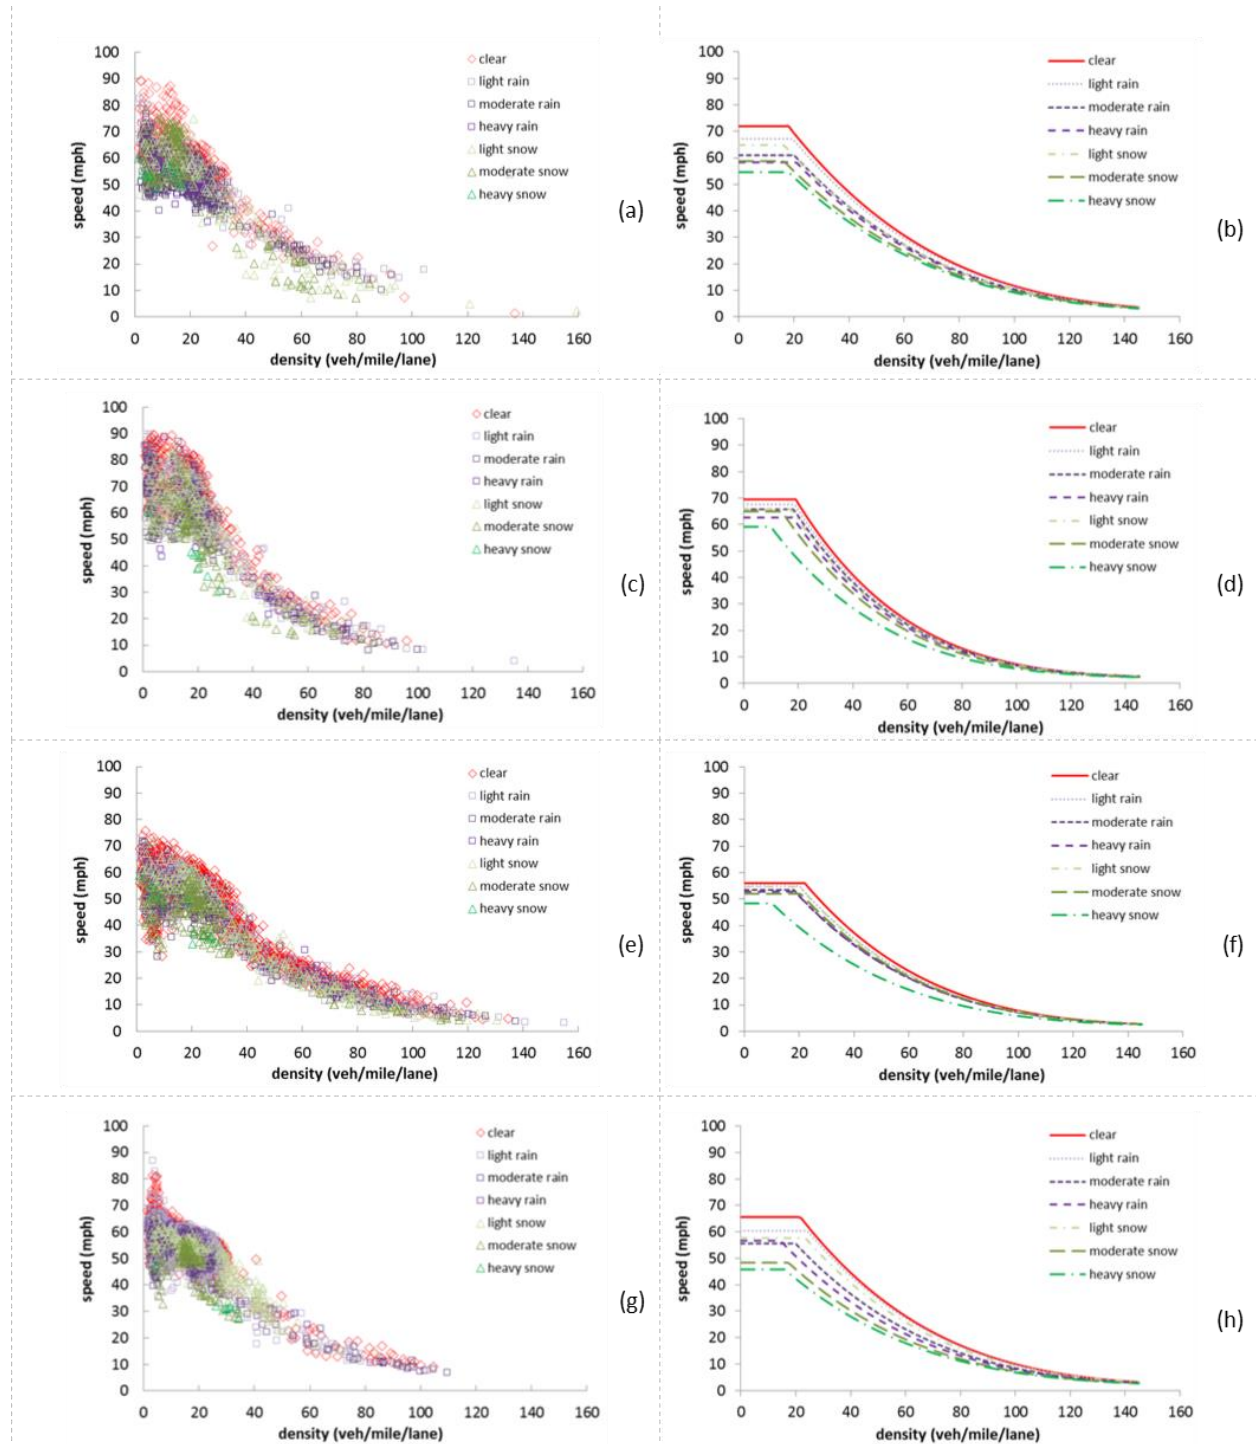 100
90
80
70
60
50
40
30
20
10
0
speed (mph)
0 20 40 60 80 100 120 140 160
density (veh/mile/lane)
clear
light rain
moderate rain
heavy rain
light snow
moderate snow
heavy snow
(a)
100
90
80
70
60
50
40
30
20
10
0
speed (mph)
0 20 40 60 80 100 120 140 160
density (veh/mile/lane)
clear
light rain
moderate rain
heavy rain
light snow
moderate snow
heavy snow
(b)
100
90
80
70
60
50
40
30
20
10
0
speed (mph)
0 20 40 60 80 100 120 140 160
density (veh/mile/lane)
clear
light rain
moderate rain
heavy rain
light snow
moderate snow
heavy snow
(c)
100
90
80
70
60
50
40
30
20
10
0
speed (mph)
0 20 40 60 80 100 120 140 160
density (veh/mile/lane)
clear
light rain
moderate rain
heavy rain
light snow
moderate snow
heavy snow
(d)
100
90
80
70
60
50
40
30
20
10
0
speed (mph)
0 20 40 60 80 100 120 140 160
density (veh/mile/lane)
clear
light rain
moderate rain
heavy rain
light snow
moderate snow
heavy snow
(e)
100
90
80
70
60
50
40
30
20
10
0
speed (mph)
0 20 40 60 80 100 120 140 160
density (veh/mile/lane)
clear
light rain
moderate rain
heavy rain
light snow
moderate snow
heavy snow
(f)
100
90
80
70
60
50
40
30
20
10
0
speed (mph)
0 20 40 60 80 100 120 140 160
density (veh/mile/lane)
clear
light rain
moderate rain
heavy rain
light snow
moderate snow
heavy snow
(g)
100
90
80
70
60
50
40
30
20
10
0
speed (mph)
0 20 40 60 80 100 120 140 160
density (veh/mile/lane)
clear
light rain
moderate rain
heavy rain
light snow
moderate snow
heavy snow
(h)